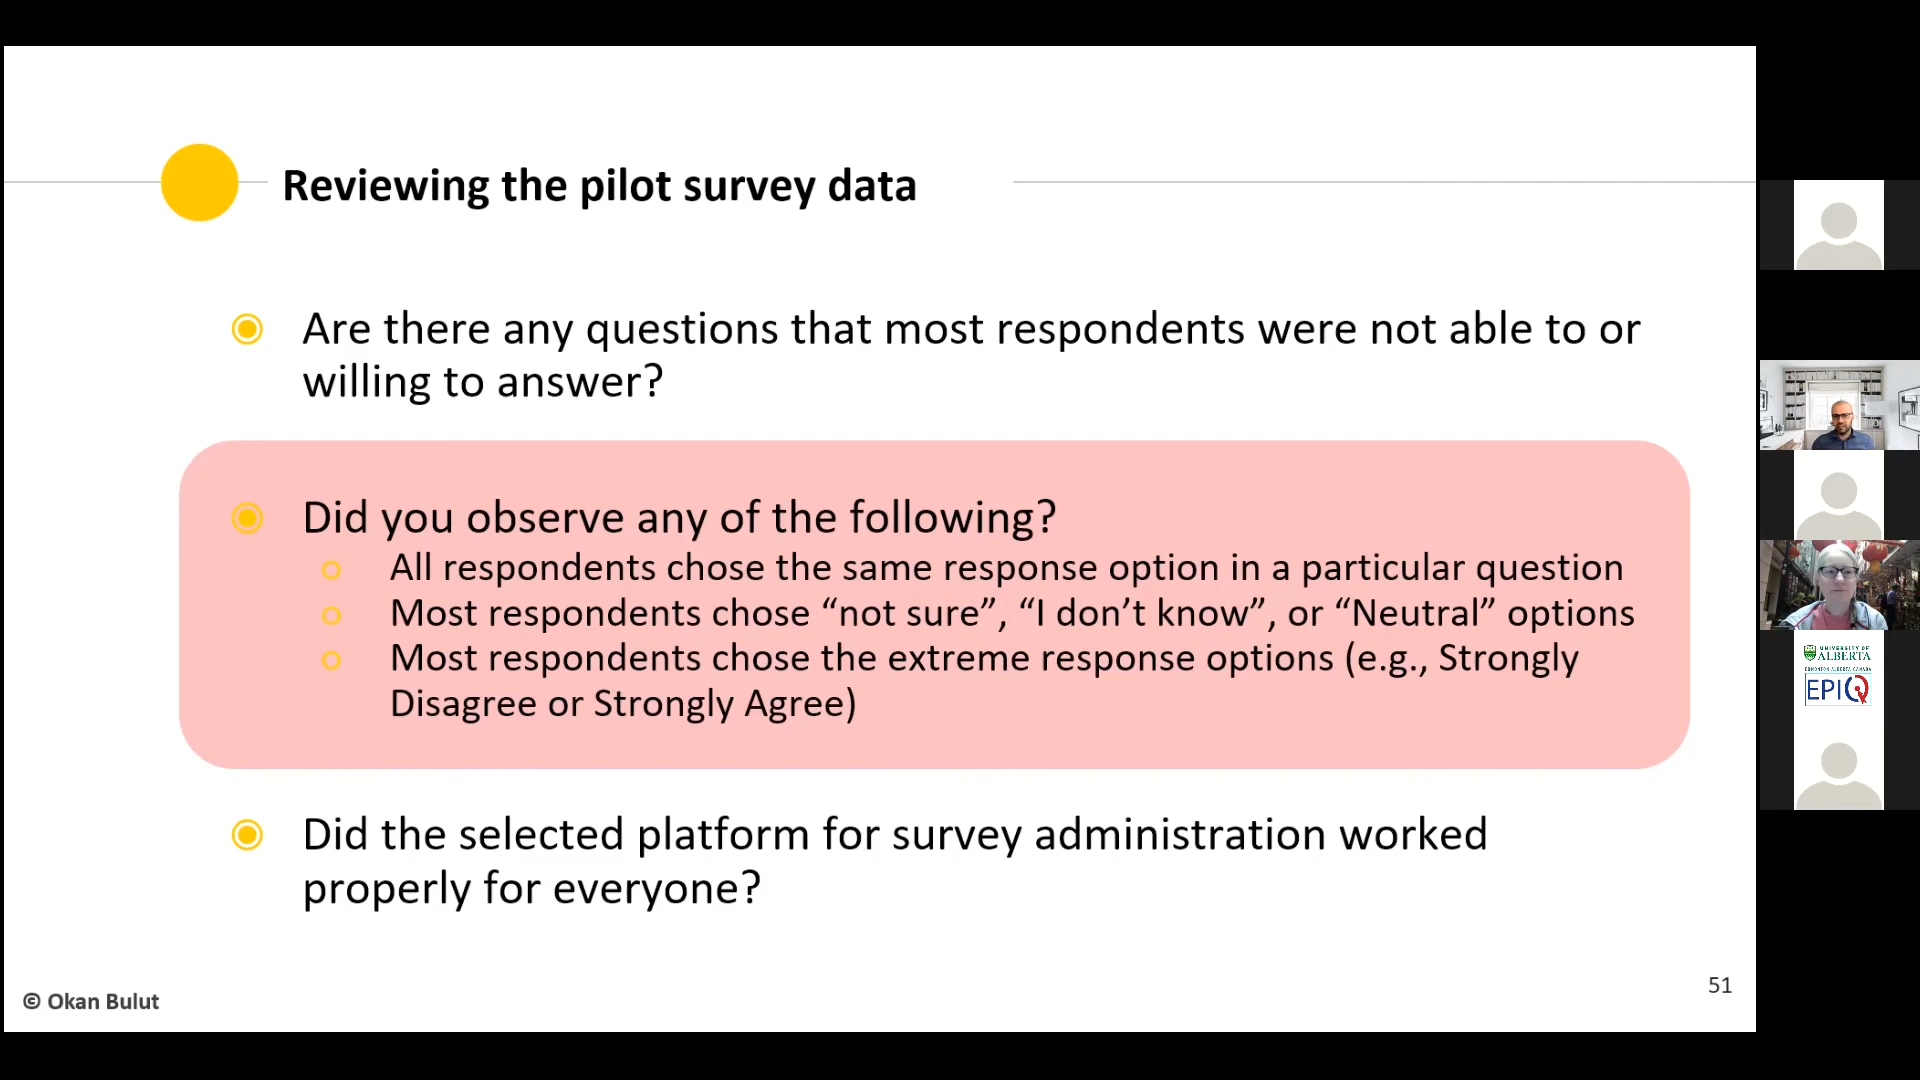 Reviewing the pilot survey data
Are there any questions that most respondents were not able to or
willing to answer?
Did you observe any of the following?
All respondents chose the same response option in a particular question
Most respondents chose “not sure”, “I don’t know”, or “Neutral” options
Most respondents chose the extreme response options (e.g., Strongly
Disagree or Strongly Agree)
Did the selected platform for survey administration worked
properly for everyone?
51
© Okan Bulut
UNIVERSITY OF
ALBERTA
EDMONTON ALBERTA CANADA
EPIQ